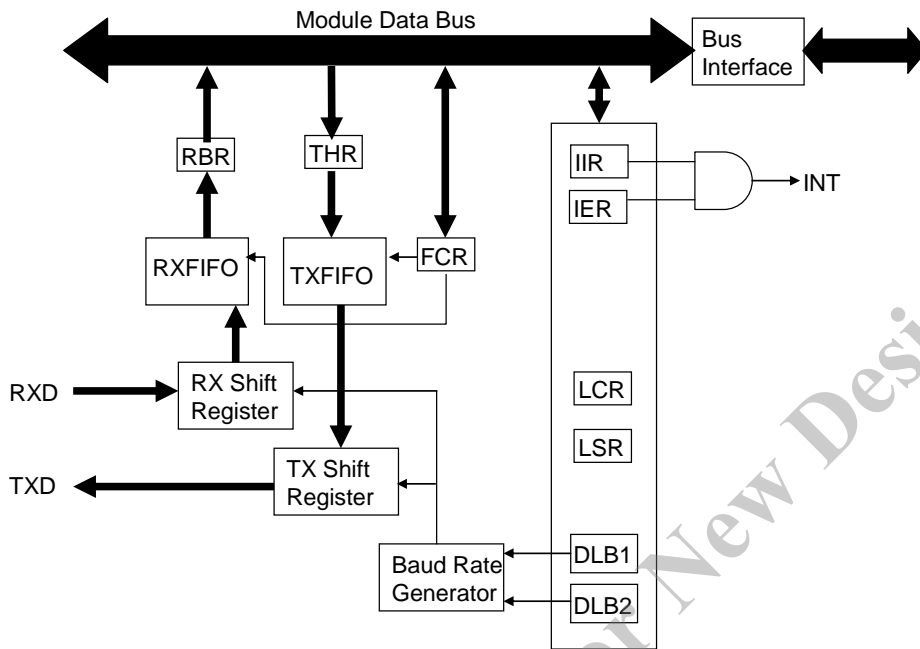 Module Data Bus
Bus
Interface
RBR
THR
IIR
INT
IER
RXFIFO
TXFIFO
FCR
RX Shift
Register
RXD
LCR
LSR
TX Shift
Register
TXD
Baud Rate
Generator
DLB1
DLB2
New